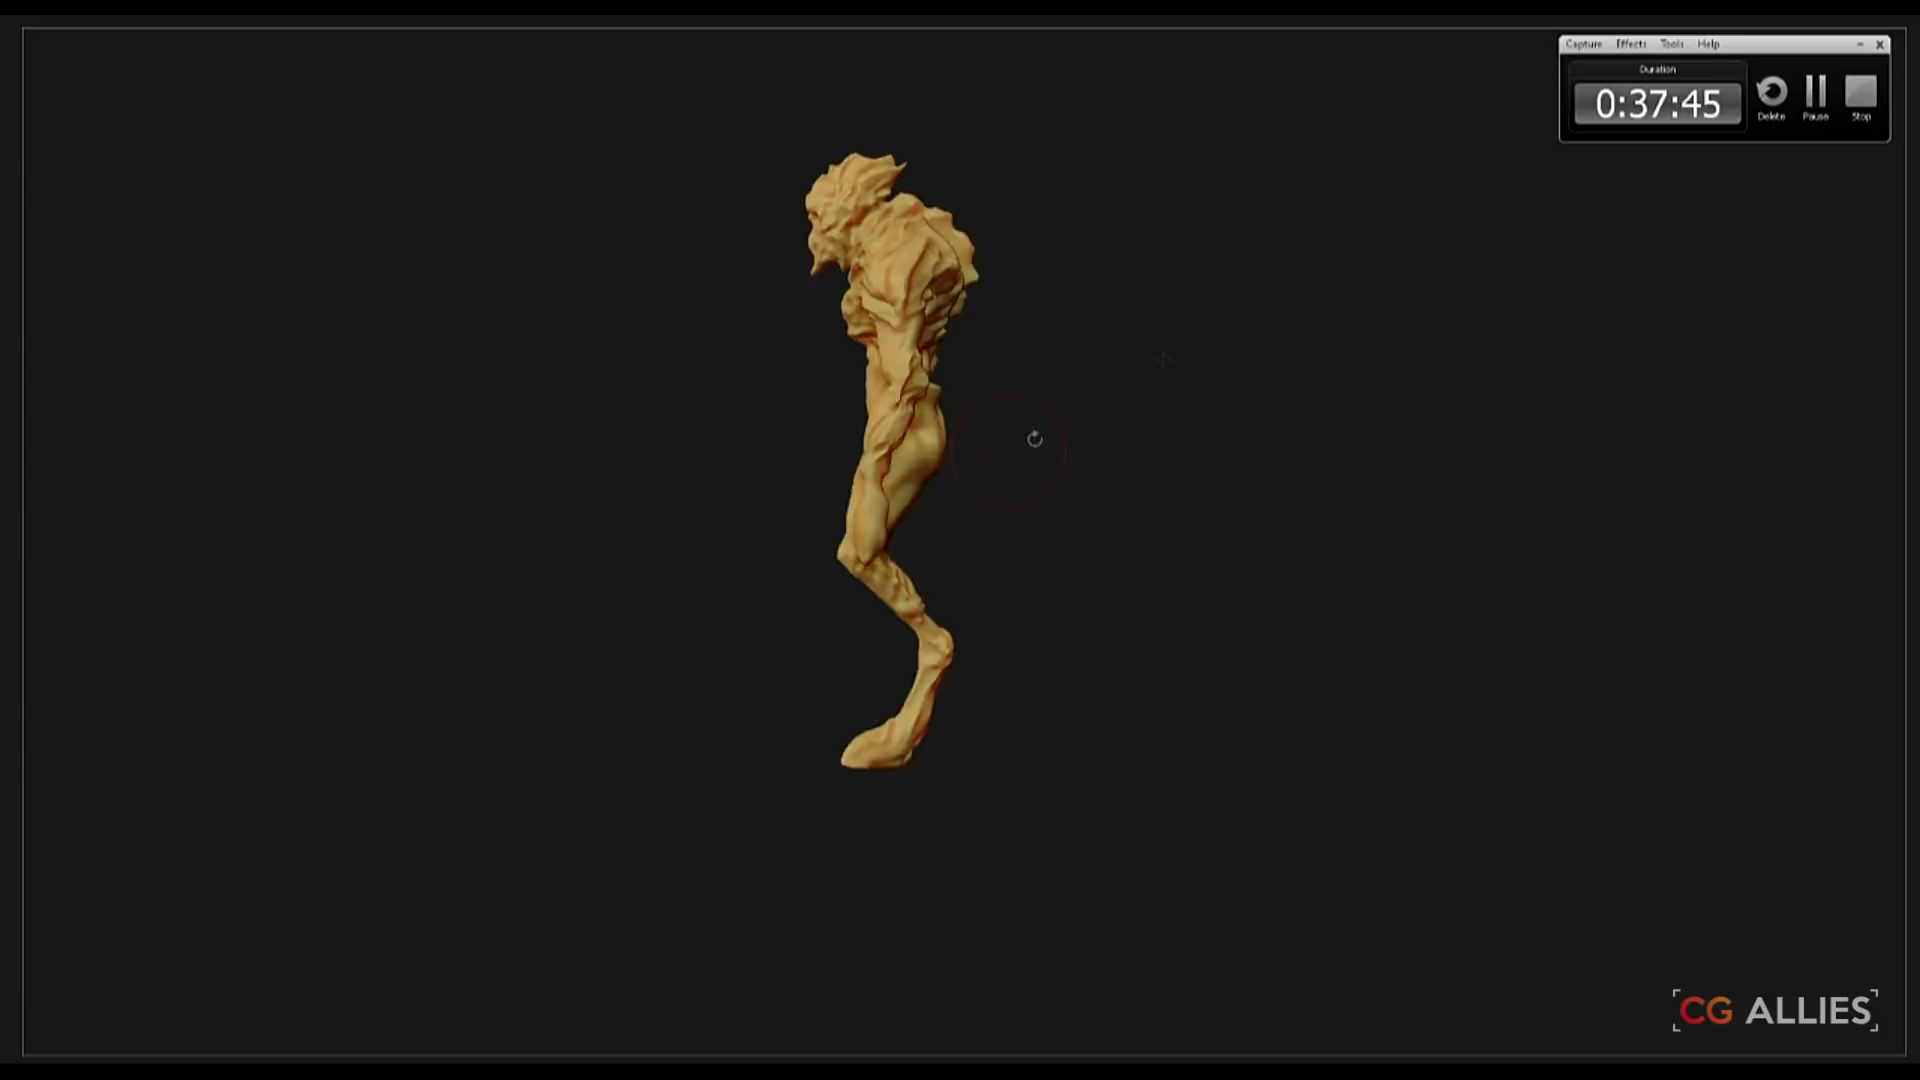 Capture Effects Tools Help
Duration
0:37:45
Delete Pause Stop
CG ALLIES